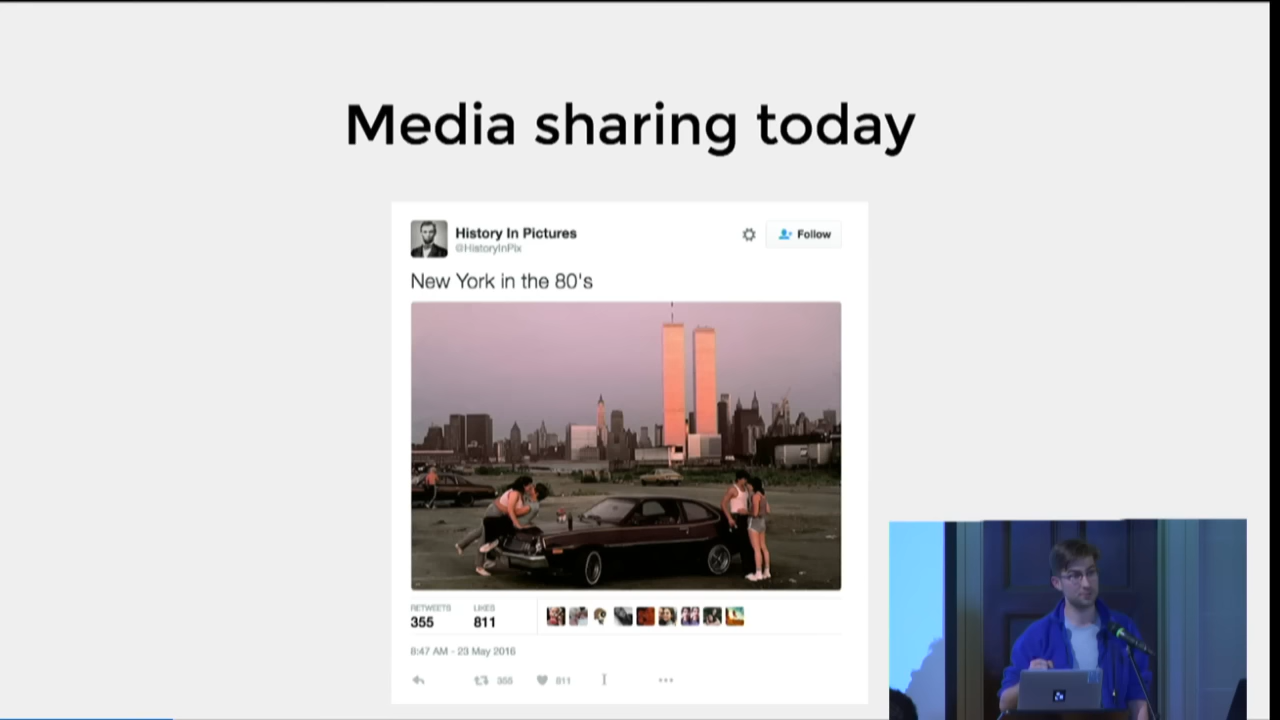 Media sharing today
History In Pictures
@HistoryInPix
Follow
New York in the 80's
RETWEETS LIKES
355 811
8:47 AM - 23 May 2016
355 811